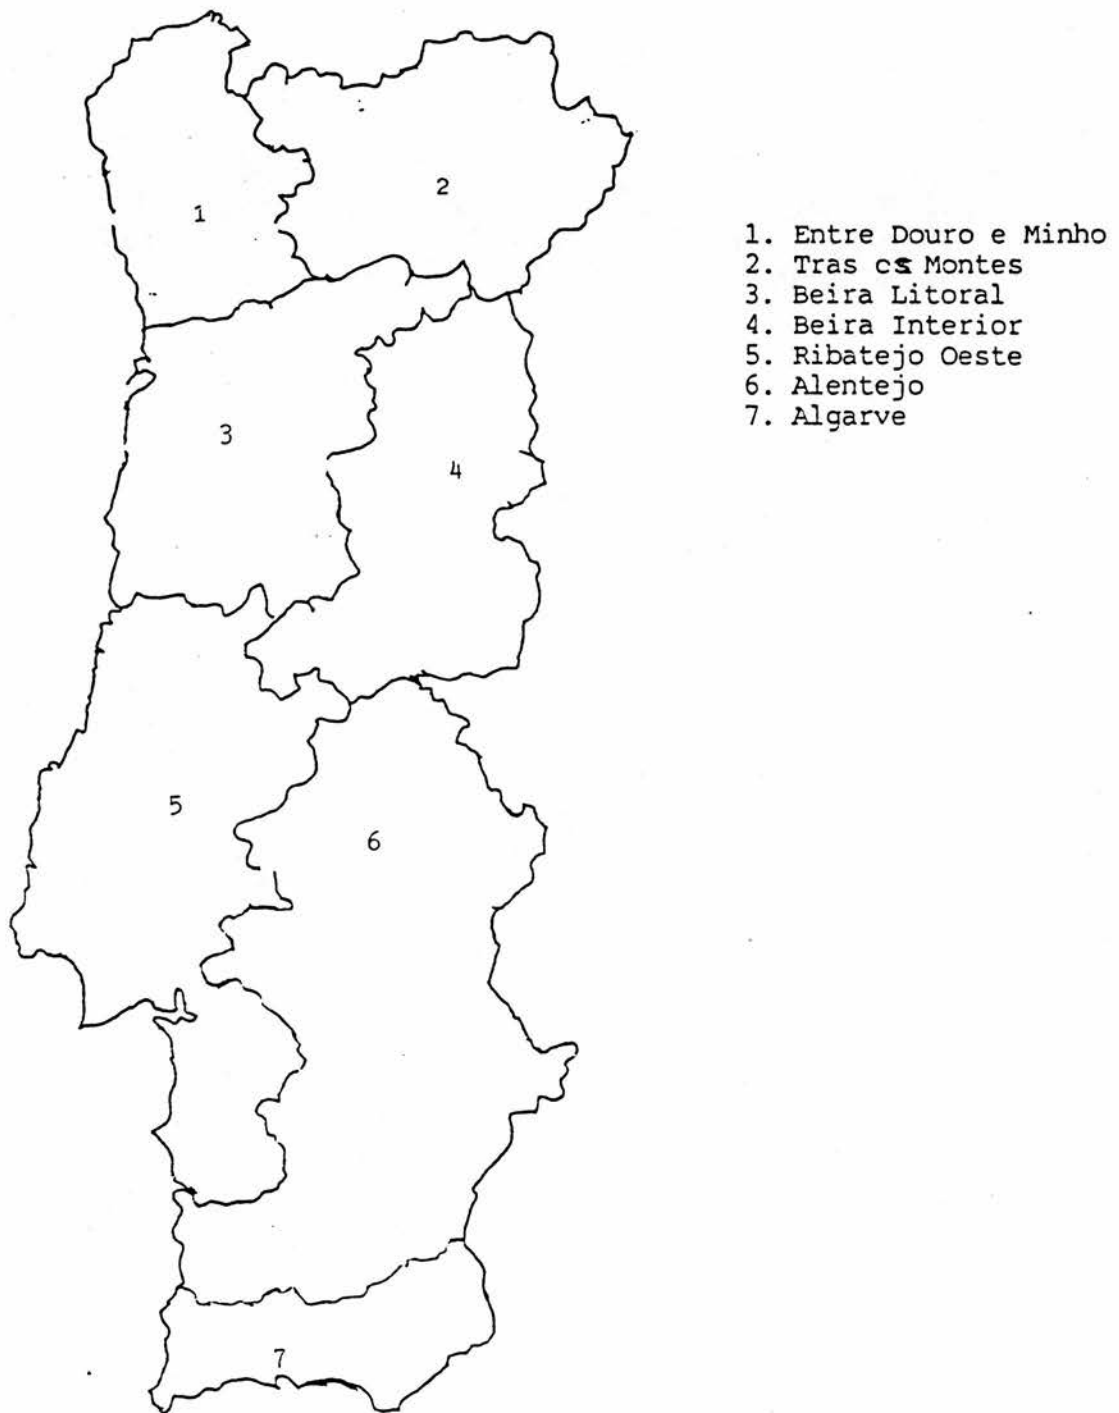 1
2
3
4
5
6
7
1. Entre Douro e Minho
2. Tras cs Montes
3. Beira Litoral
4. Beira Interior
5. Ribatejo Oeste
6. Alentejo
7. Algarve